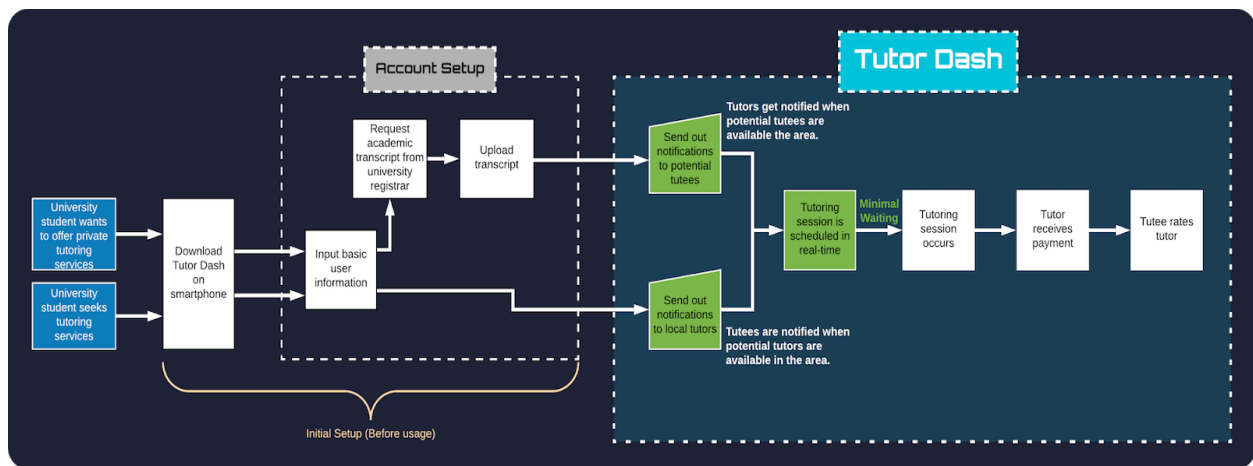 Account Setup
Tutor Dash
University
student wants
to offer private
tutoring
services
University
student seeks
tutoring
services
Download
Tutor Dash
on
smartphone
Input basic
user
information
Request
academic
transcript from
university
registrar
Upload
transcript
Initial Setup (Before usage)
Tutors get notified when
potential tutees are
available the area.
Send out
notifications
to potential
tutees
Send out
notifications
to local tutors
Tutees are notified when
potential tutors are
available in the area.
Tutoring
session is
scheduled in
real-time
Minimal
Waiting
Tutoring
session
occurs
Tutor
receives
payment
Tutee rates
tutor